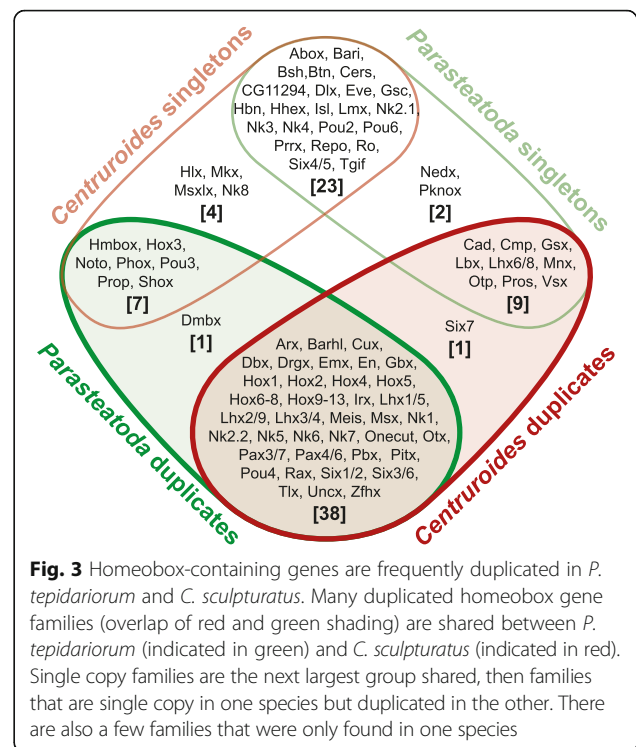 Centruroides singletons
Parasteatoda singletons
Abox, Bari,
Bsh,Btn, Cers,
CG11294, Dlx, Eve, Gsc,
Hbn, Hhex, Isl, Lmx, Nk2.1,
Nk3, Nk4, Pou2, Pou6,
Prrx, Repo, Ro,
Six4/5, Tgif
[23]
Hlx, Mkx,
Msxlx, Nk8
[4]
Nedx,
Pknox
[2]
Hmbox, Hox3,
Noto, Phox, Pou3,
Prop, Shox
[7]
Cad, Cmp, Gsx,
Lbx, Lhx6/8, Mnx,
Otp, Pros, Vsx
[9]
Dmbx
[1]
Six7
[1]
Arx, Barhl, Cux,
Dbx, Drgx, Emx, En, Gbx,
Hox1, Hox2, Hox4, Hox5,
Hox6-8, Hox9-13, Irx, Lhx1/5,
Lhx2/9, Lhx3/4, Meis, Msx, Nk1,
Nk2.2, Nk5, Nk6, Nk7, Onecut, Otx,
Pax3/7, Pax4/6, Pbx, Pitx,
Pou4, Rax, Six1/2, Six3/6,
Tlx, Uncx, Zfhx
[38]
Parasteatoda duplicates
Centruroides duplicates
Fig. 3 Homeobox-containing genes are frequently duplicated in P.
tepidariorum and C. sculpturatus. Many duplicated homeobox gene
families (overlap of red and green shading) are shared between P.
tepidariorum (indicated in green) and C. sculpturatus (indicated in red).
Single copy families are the next largest group shared, then families
that are single copy in one species but duplicated in the other. There
are also a few families that were only found in one species